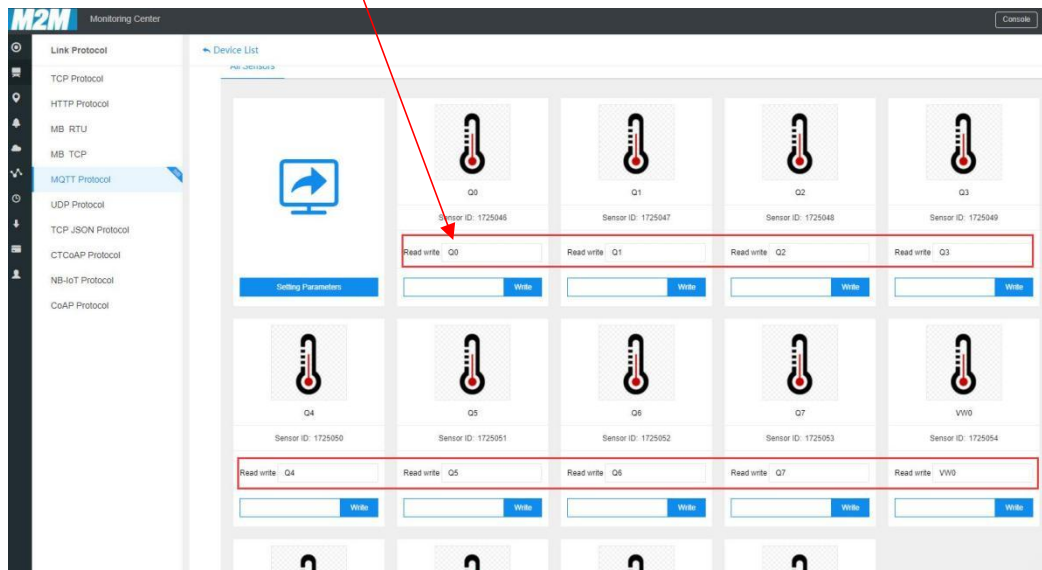 M2M Monitoring Center Console
Link Protocol
Device List
TCP Protocol
All Sensors
HTTP Protocol
MB RTU
MB TCP
MQTT Protocol
UDP Protocol
TCP JSON Protocol
CTCoAP Protocol
NB-IoT Protocol
CoAP Protocol
Setting Parameters
Q0
Sensor ID: 1725046
Read write Q0
Write
Q1
Sensor ID: 1725047
Read write Q1
Write
Q2
Sensor ID: 1725048
Read write Q2
Write
Q3
Sensor ID: 1725049
Read write Q3
Write
Q4
Sensor ID: 1725050
Read write Q4
Write
Q5
Sensor ID: 1725051
Read write Q5
Write
Q6
Sensor ID: 1725052
Read write Q6
Write
Q7
Sensor ID: 1725053
Read write Q7
Write
VW0
Sensor ID: 1725054
Read write VW0
Write